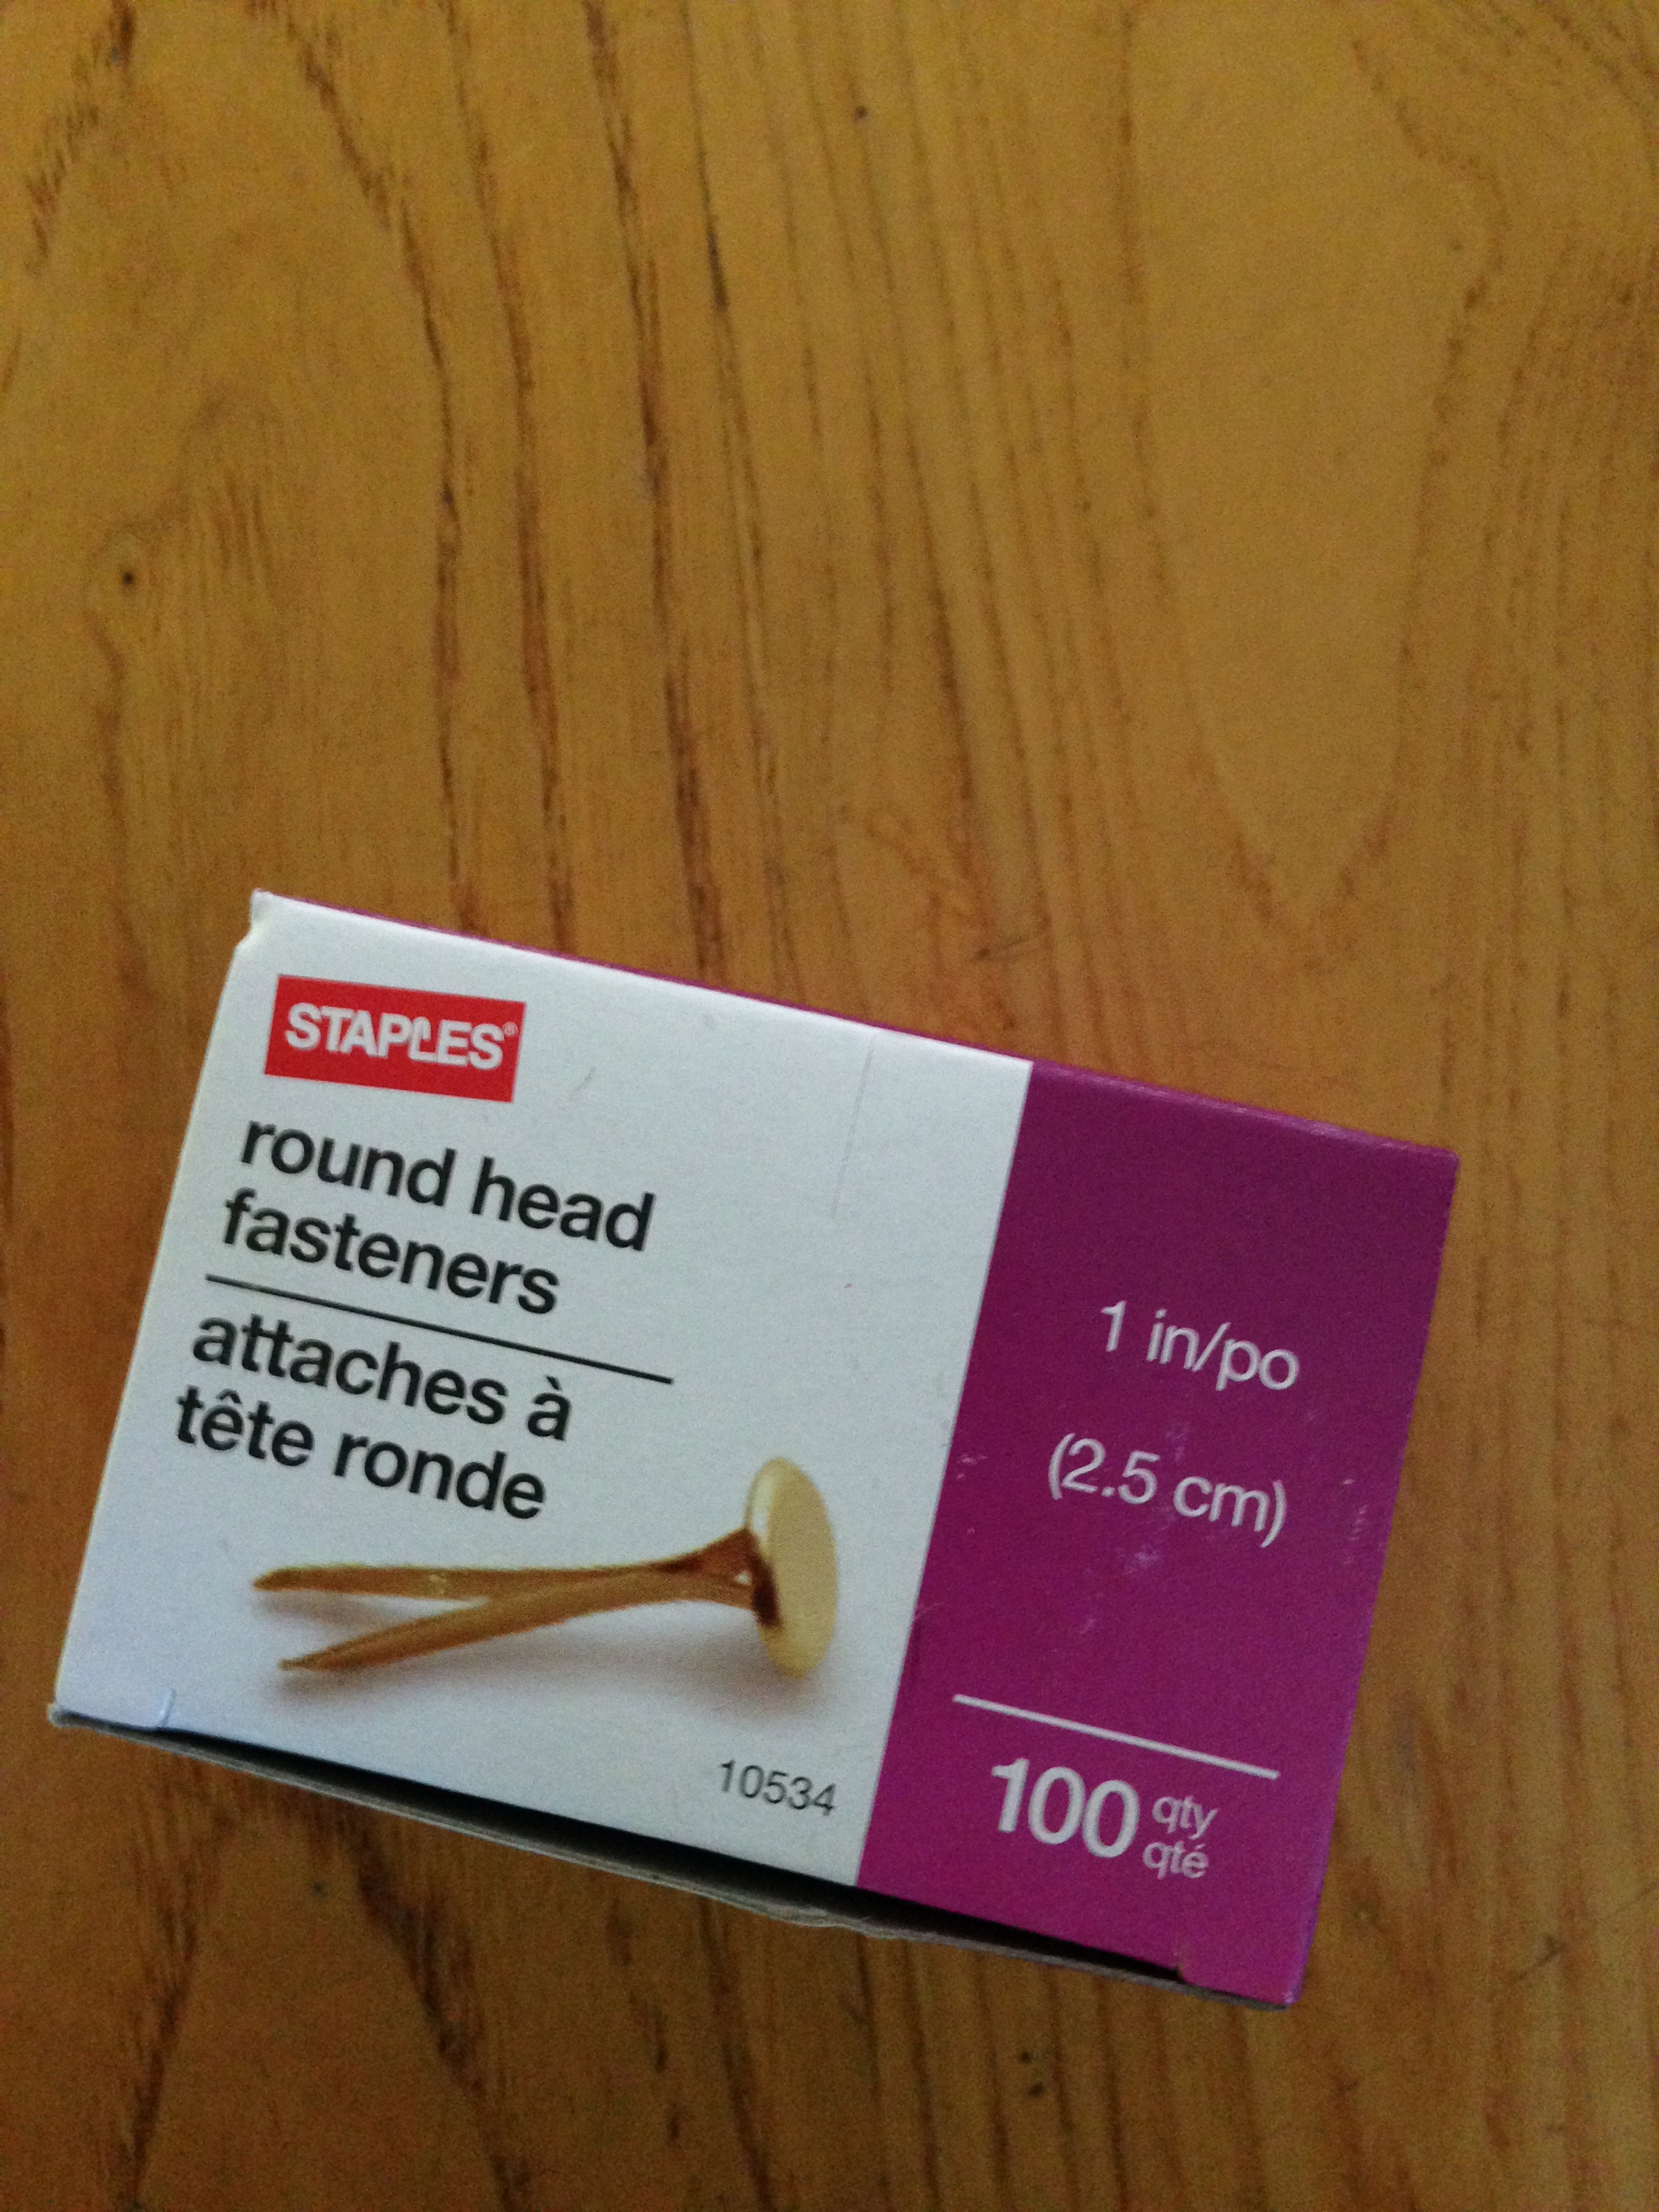 STAPLES®
round head
fasteners
attaches à
tête ronde
10534
1 in/po
(2.5 cm)
100 qty
qté